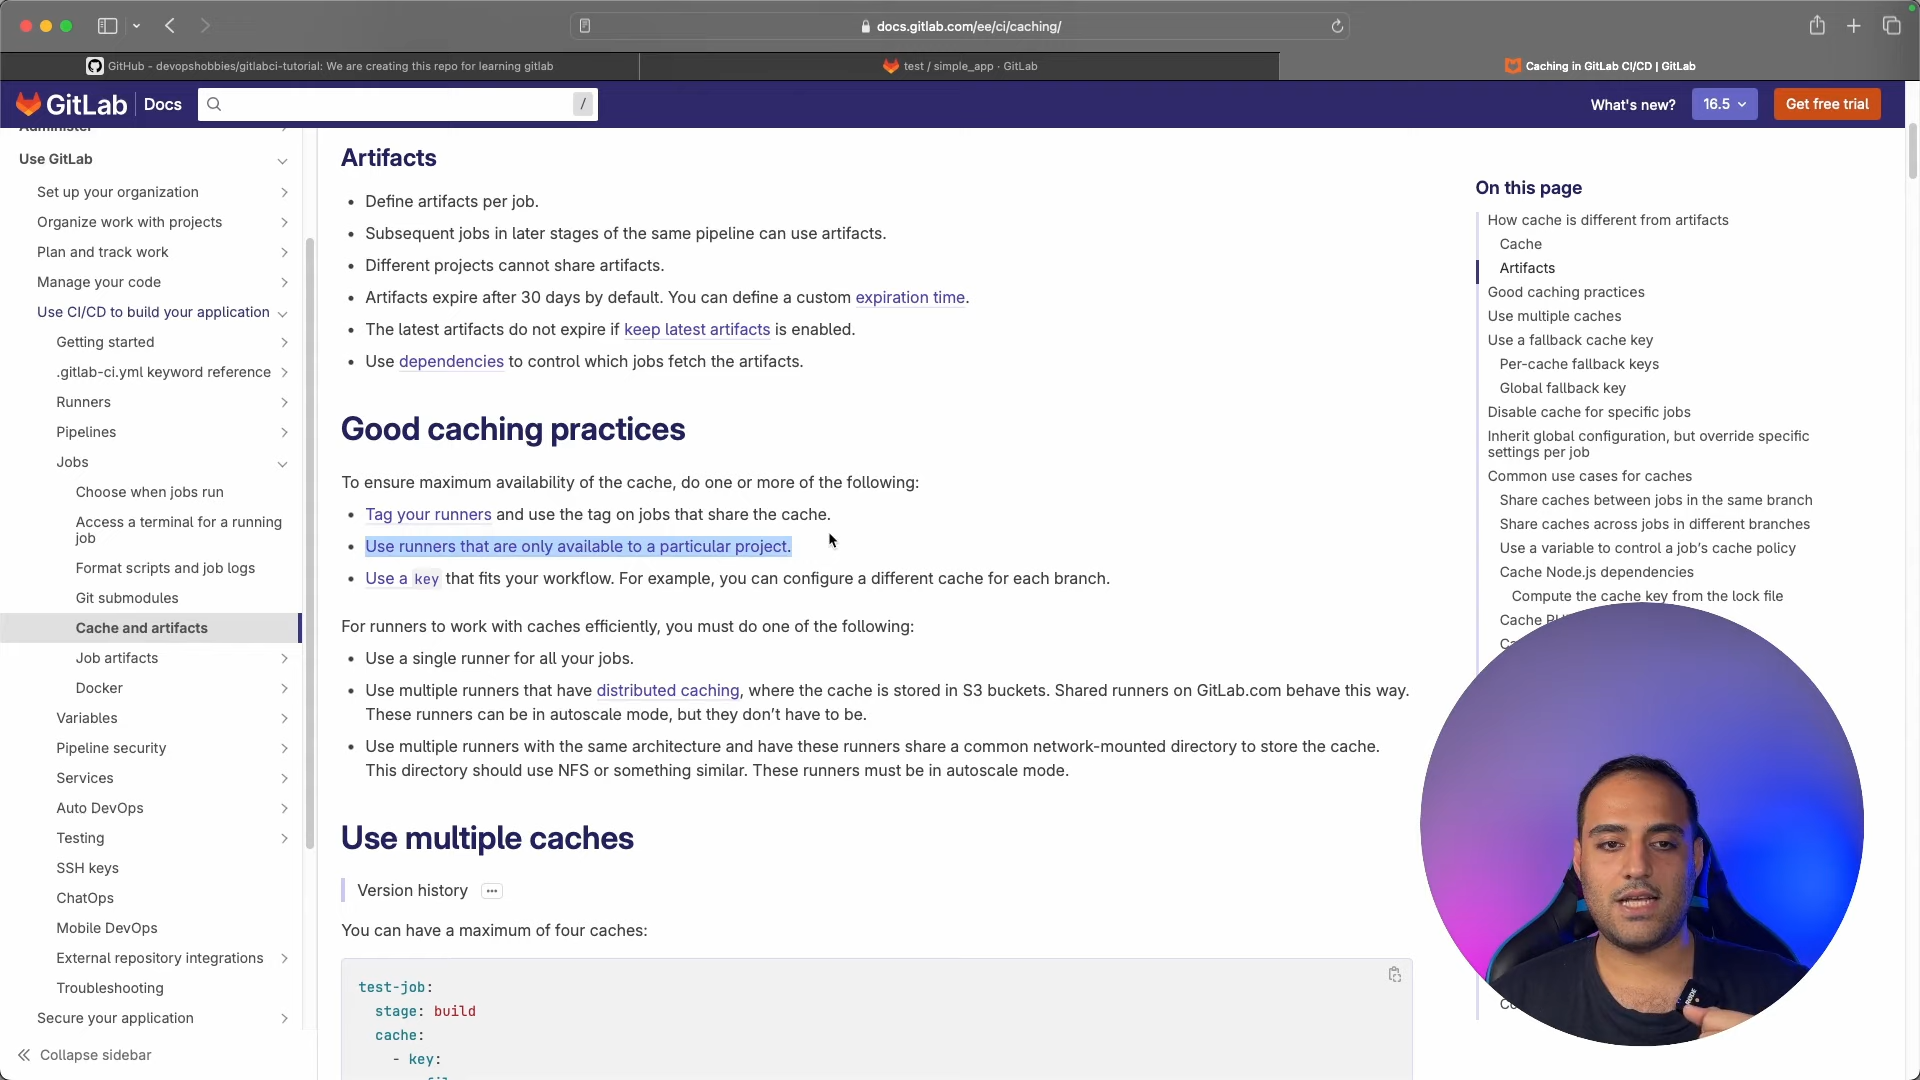 docs.gitlab.com/ee/ci/caching/
GitHub - devopshobbies/gitlabci-tutorial: We are creating this repo for learning gitlab
test / simple_app · GitLab
Caching in GitLab CI/CD | GitLab
GitLab Docs
/
What's new?
16.5
Get free trial
Administer
Use GitLab
Set up your organization
Organize work with projects
Plan and track work
Manage your code
Use CI/CD to build your application
Getting started
.gitlab-ci.yml keyword reference
Runners
Pipelines
Jobs
Choose when jobs run
Access a terminal for a running
job
Format scripts and job logs
Git submodules
Cache and artifacts
Job artifacts
Docker
Variables
Pipeline security
Services
Auto DevOps
Testing
SSH keys
ChatOps
Mobile DevOps
External repository integrations
Troubleshooting
Secure your application
Collapse sidebar
Artifacts
• Define artifacts per job.
• Subsequent jobs in later stages of the same pipeline can use artifacts.
• Different projects cannot share artifacts.
• Artifacts expire after 30 days by default. You can define a custom expiration time.
• The latest artifacts do not expire if keep latest artifacts is enabled.
• Use dependencies to control which jobs fetch the artifacts.
Good caching practices
To ensure maximum availability of the cache, do one or more of the following:
• Tag your runners and use the tag on jobs that share the cache.
• Use runners that are only available to a particular project.
• Use a key that fits your workflow. For example, you can configure a different cache for each branch.
For runners to work with caches efficiently, you must do one of the following:
• Use a single runner for all your jobs.
• Use multiple runners that have distributed caching, where the cache is stored in S3 buckets. Shared runners on GitLab.com behave this way.
These runners can be in autoscale mode, but they don't have to be.
• Use multiple runners with the same architecture and have these runners share a common network-mounted directory to store the cache.
This directory should use NFS or something similar. These runners must be in autoscale mode.
Use multiple caches
Version history
You can have a maximum of four caches:
test-job:
stage: build
cache:
- key:
On this page
How cache is different from artifacts
Cache
Artifacts
Good caching practices
Use multiple caches
Use a fallback cache key
Per-cache fallback keys
Global fallback key
Disable cache for specific jobs
Inherit global configuration, but override specific
settings per job
Common use cases for caches
Share caches between jobs in the same branch
Share caches across jobs in different branches
Use a variable to control a job's cache policy
Cache Node.js dependencies
Compute the cache key from the lock file
Cache